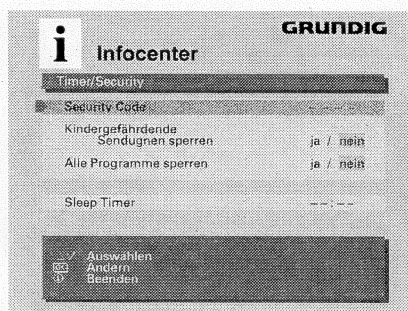 GRUNDIG
i Infocenter
Timer/Security
Security Code - - - -
Kindergefährdende
Sendugnen sperren ja / nein
Alle Programme sperren ja / nein
Sleep Timer --:--
Auswählen
OK Ändern
i Beenden